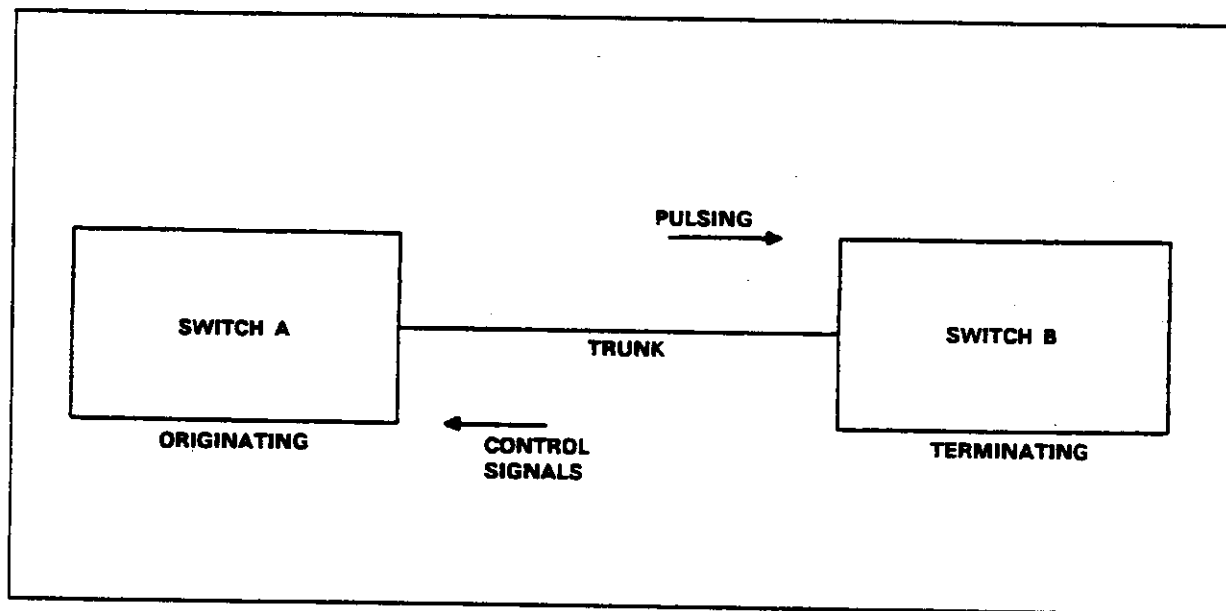 PULSING
SWITCH A
TRUNK
SWITCH B
ORIGINATING
CONTROL
SIGNALS
TERMINATING